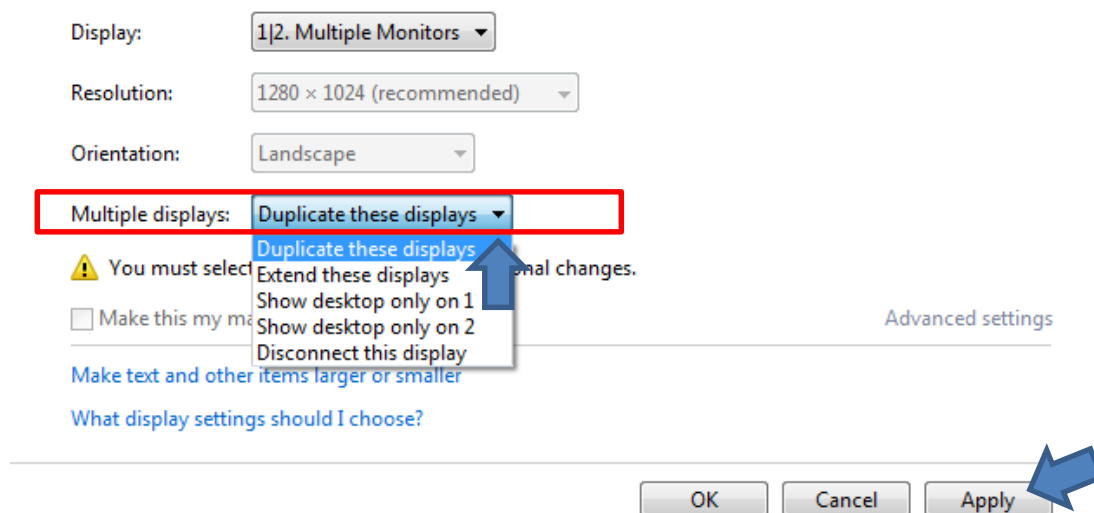 Display: 1|2. Multiple Monitors
Resolution: 1280 × 1024 (recommended)
Orientation: Landscape
Multiple displays: Duplicate these displays
Duplicate these displays
Extend these displays
Show desktop only on 1
Show desktop only on 2
Disconnect this display
You must select nal changes.
Make this my ma
Advanced settings
Make text and other items larger or smaller
What display settings should I choose?
OK Cancel Apply